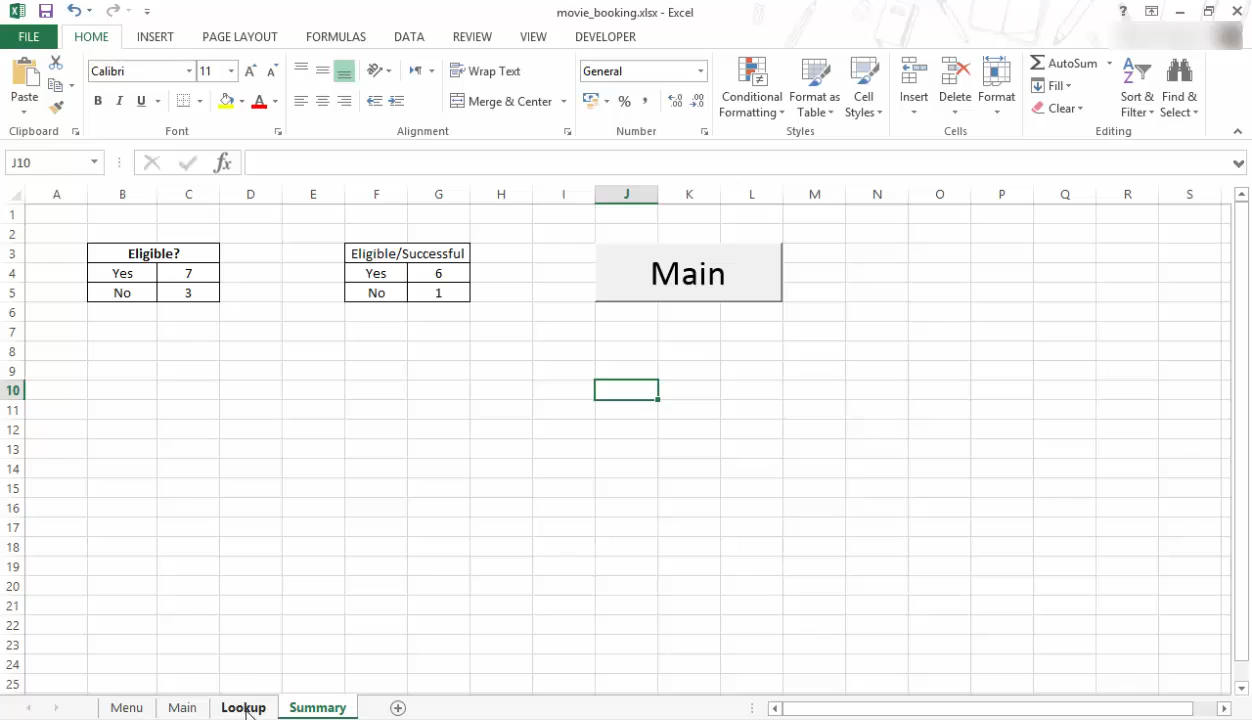 movie_booking.xlsx - Excel
FILE HOME INSERT PAGE LAYOUT FORMULAS DATA REVIEW VIEW DEVELOPER
Paste
Calibri 11
B I U A
Wrap Text
Merge & Center
General
%
Conditional Formatting
Format as Table
Cell Styles
Insert
Delete
Format
AutoSum
Fill
Clear
Sort & Filter
Find & Select
Clipboard Font Alignment Number Styles Cells Editing
J10 fx
A B C D E F G H I J K L M N O P Q R S
1
2
3 Eligible? Eligible/Successful
4 Yes 7 Yes 6
5 No 3 No 1
Main
6
7
8
9
10
11
12
13
14
15
16
17
18
19
20
21
22
23
24
25
Menu Main Lookup Summary